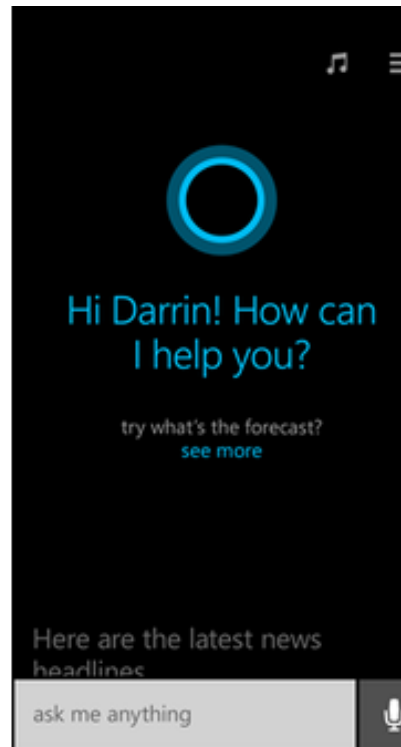 Hi Darrin! How can
I help you?
try what's the forecast?
see more
Here are the latest news
headlines
ask me anything